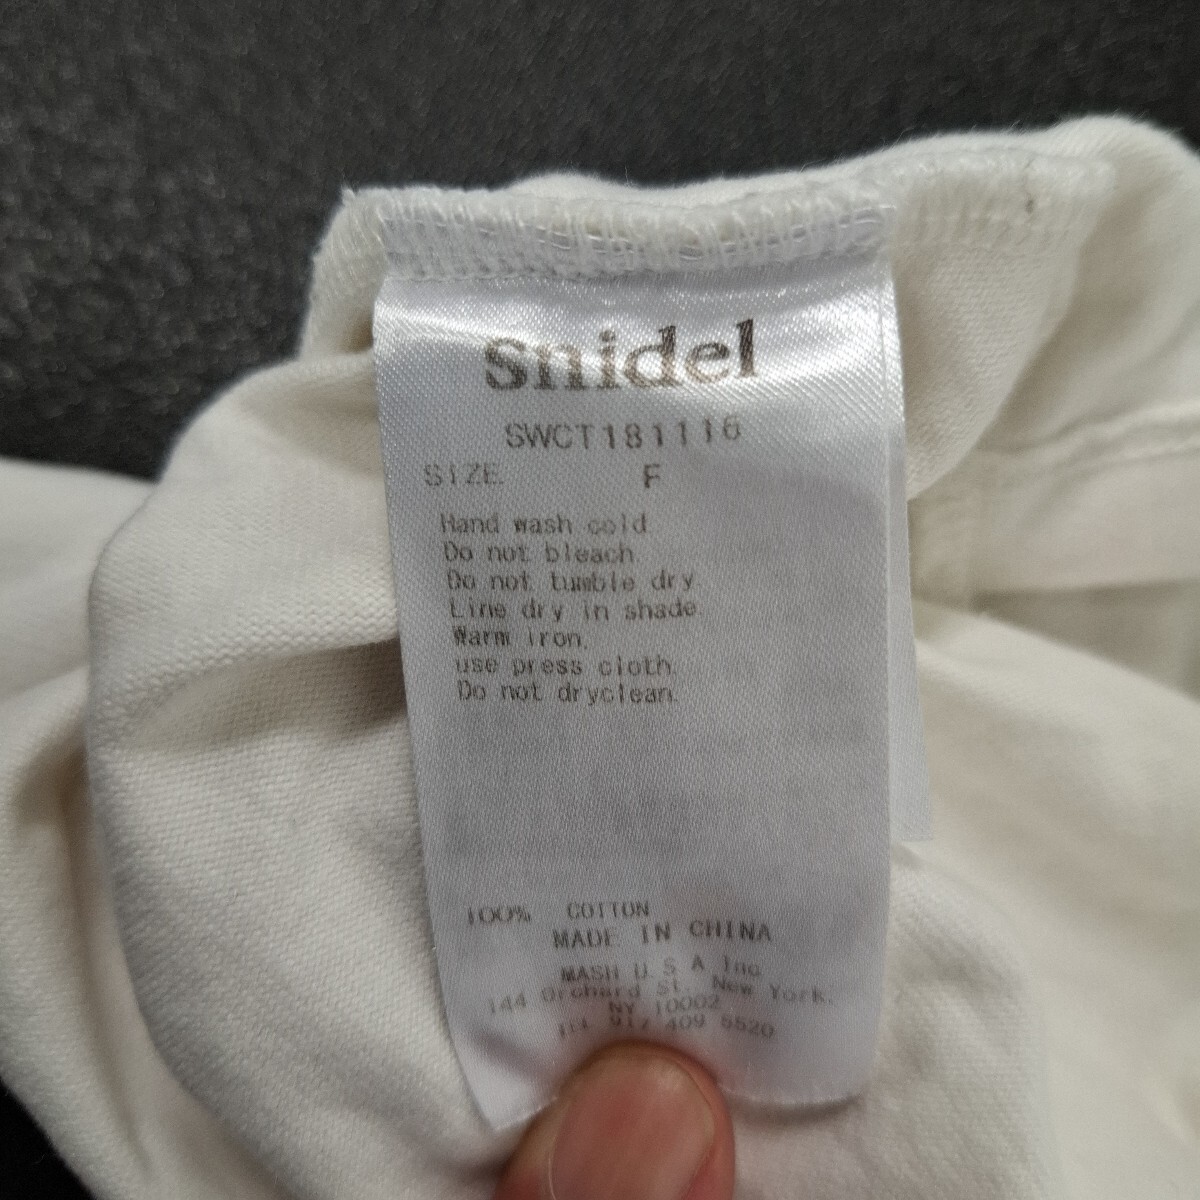 snidel
SWCT181116
SIZE F
Hand wash cold.
Do not bleach.
Do not tumble dry.
Line dry in shade.
Warm iron.
use press cloth.
Do not dryclean.
100% COTTON
MADE IN CHINA
MASH U S A Inc
144 Orchard St., New York.
NY 10002
Tel 917 409 5520